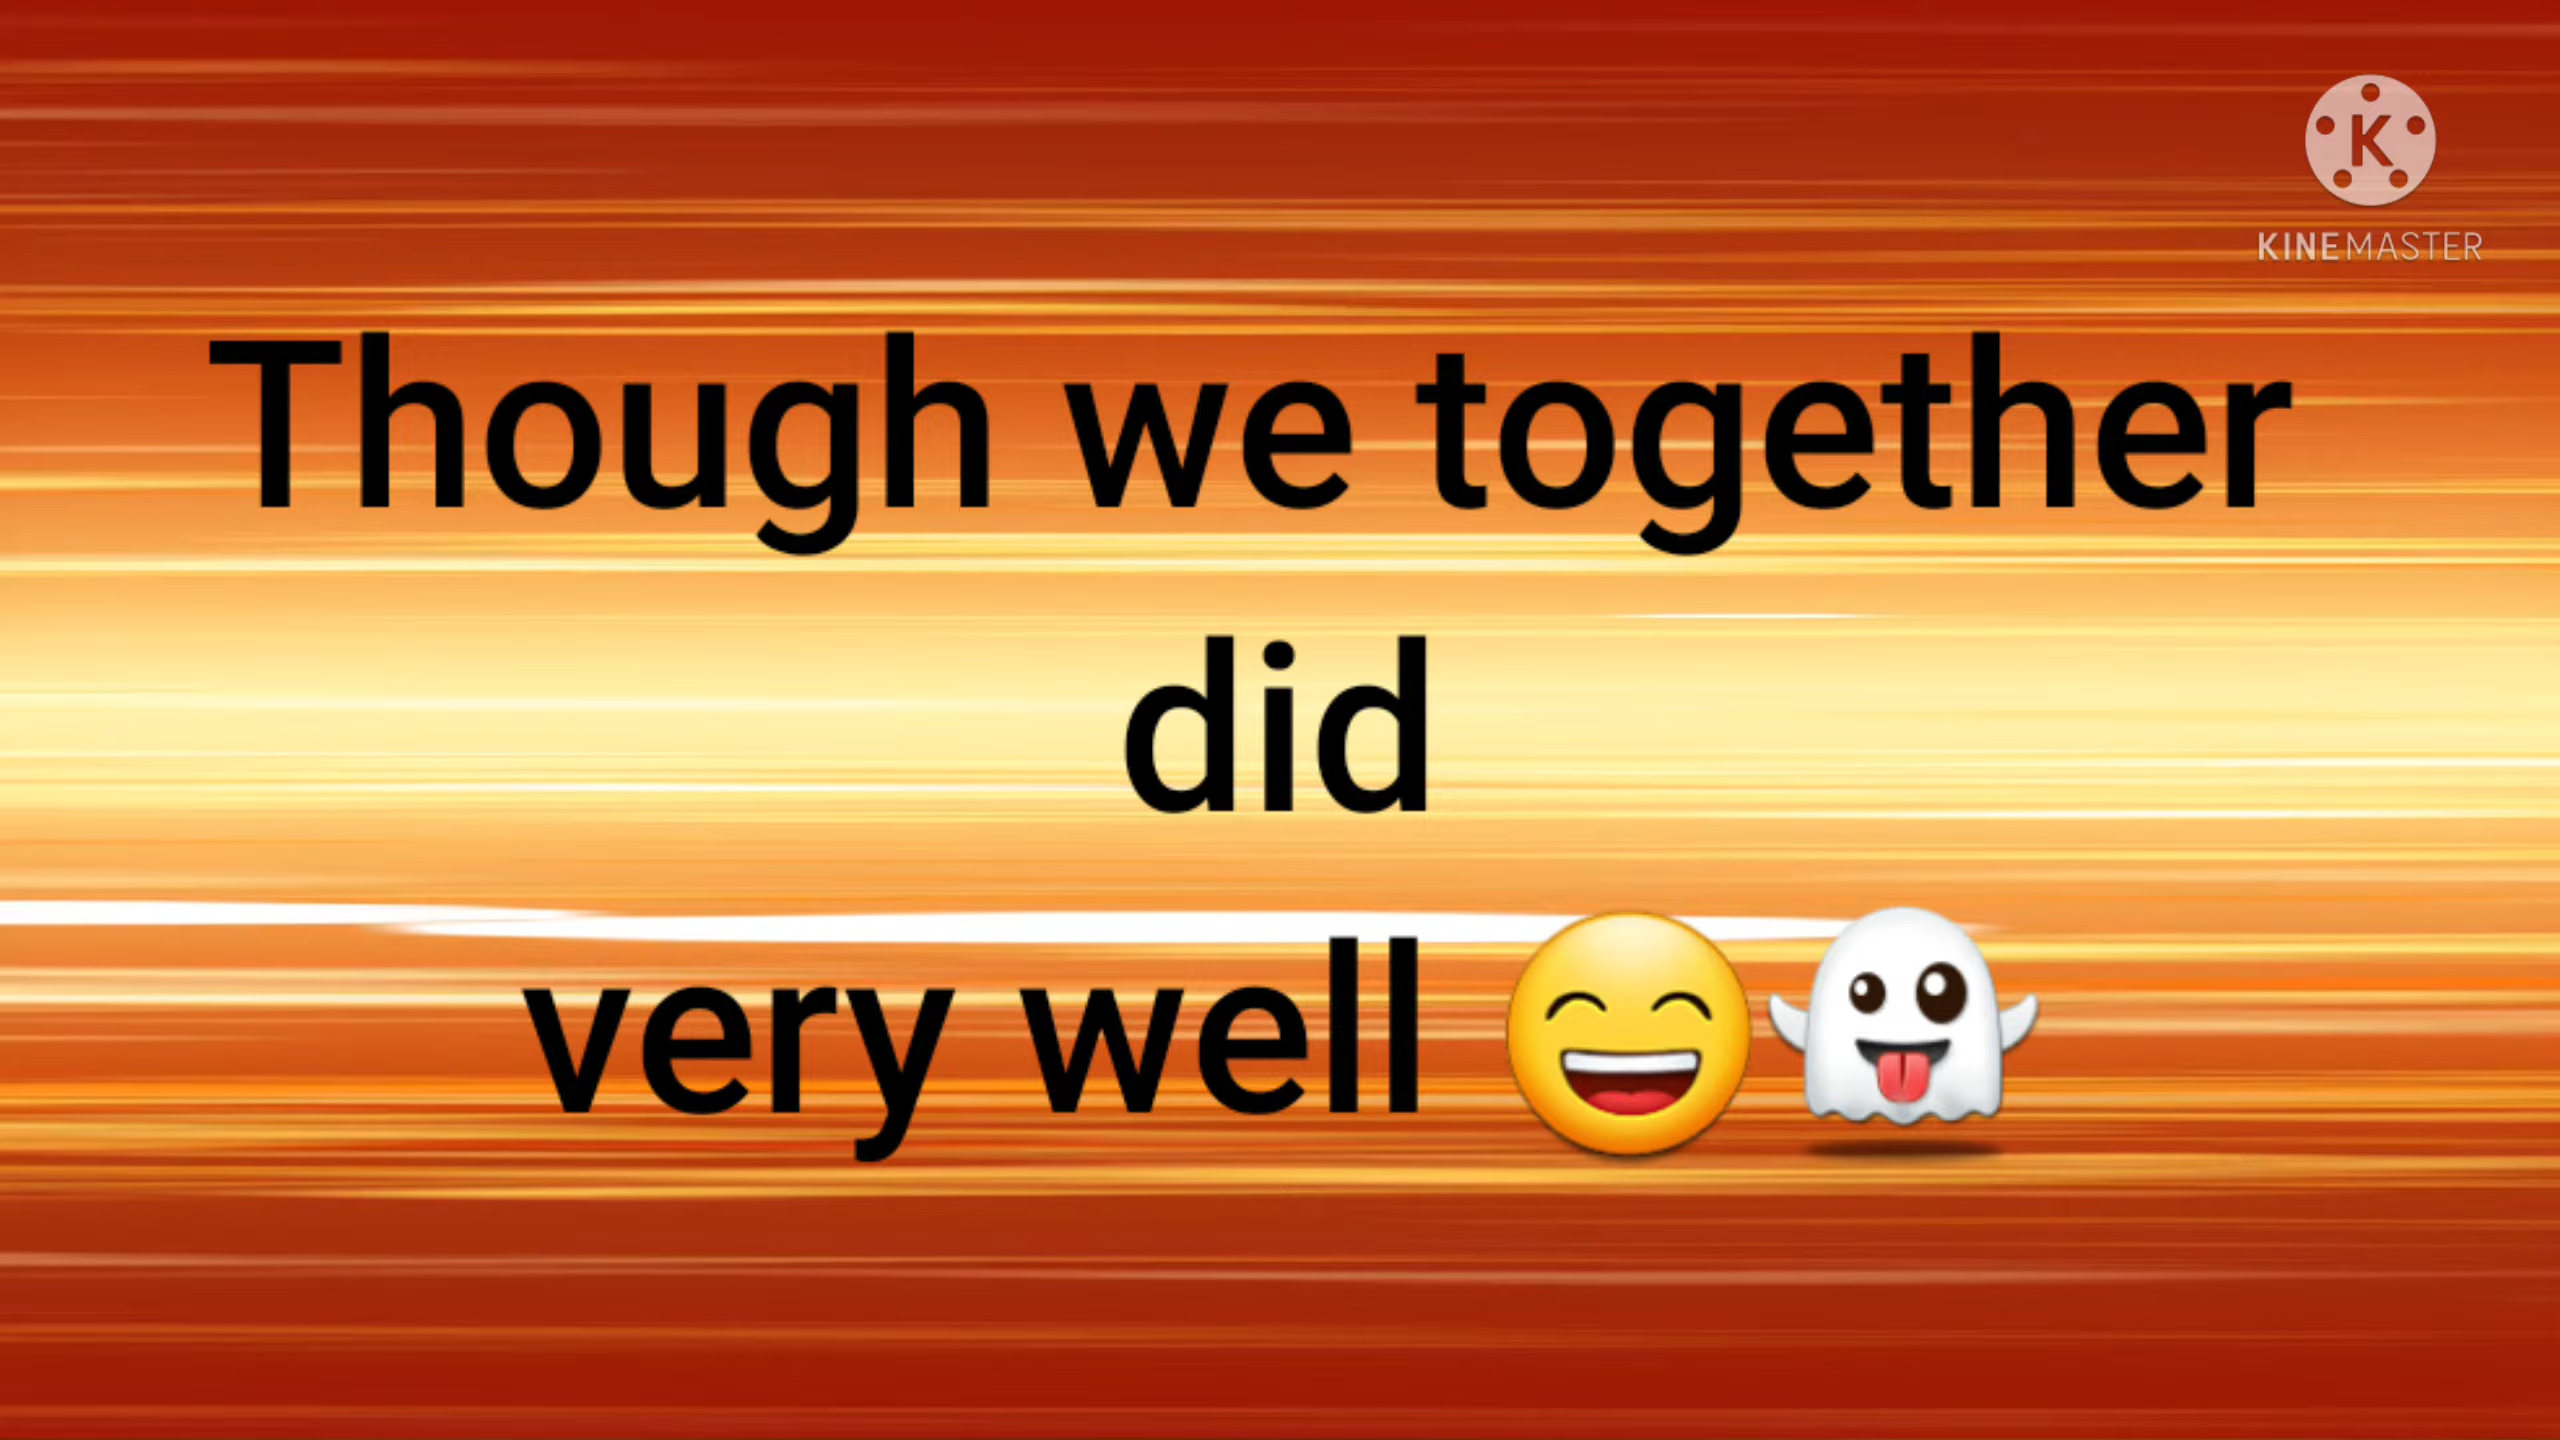 K
KINEMASTER
Though we together
did
very well 😄👻